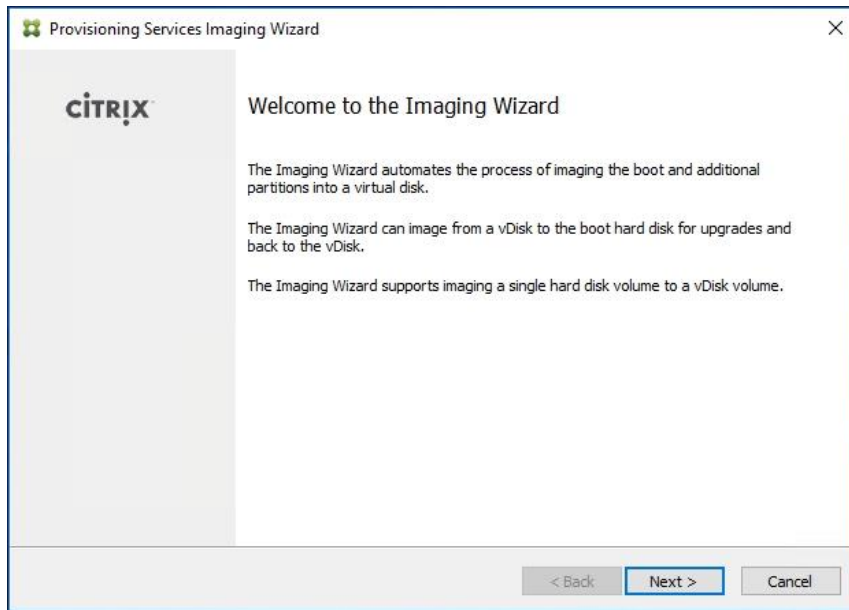 Provisioning Services Imaging Wizard
CİTRIX
Welcome to the Imaging Wizard
The Imaging Wizard automates the process of imaging the boot and additional
partitions into a virtual disk.
The Imaging Wizard can image from a vDisk to the boot hard disk for upgrades and
back to the vDisk.
The Imaging Wizard supports imaging a single hard disk volume to a vDisk volume.
< Back Next > Cancel